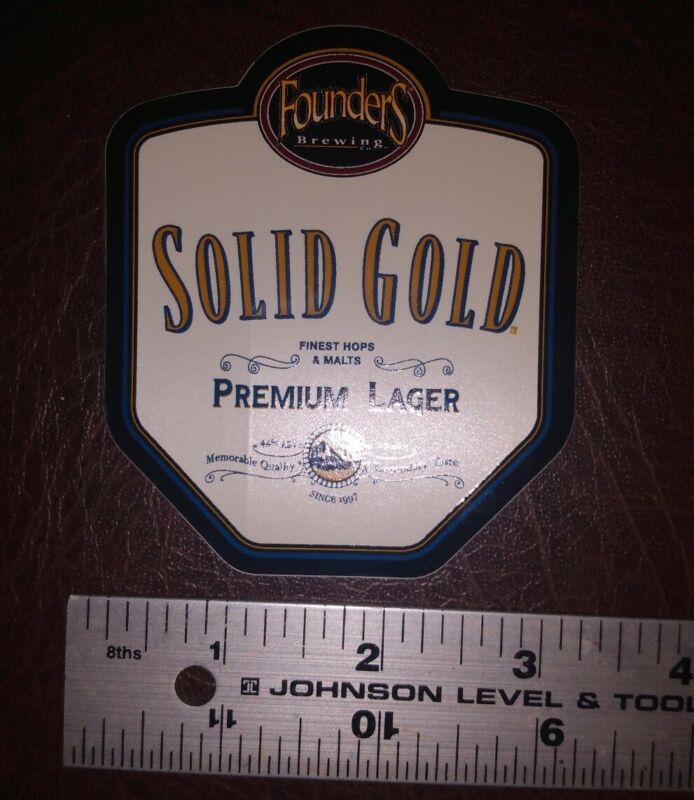 Founders
Brewing
Co.
SOLID GOLD
TM
FINEST HOPS
& MALTS
PREMIUM LAGER
Memorable Quality
SINCE 1997
8ths 1 2 3 4
JOHNSON LEVEL & TOOL
11 10 9